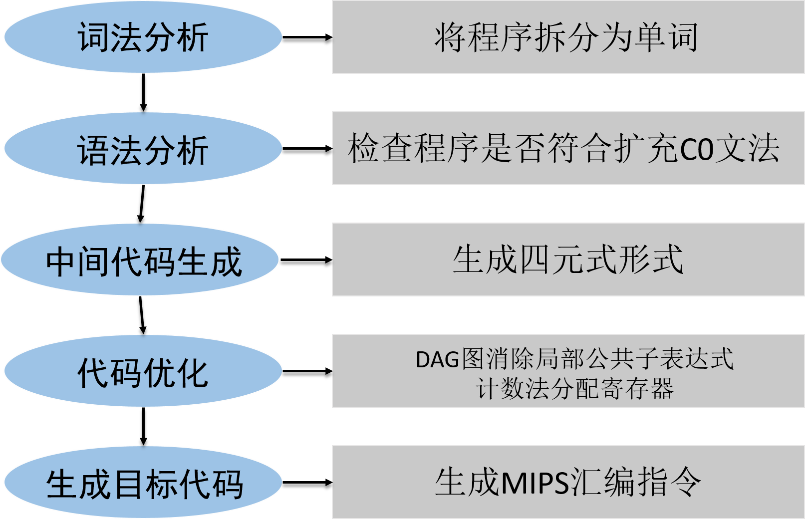 词法分析
将程序拆分为单词
语法分析
检查程序是否符合扩充C0文法
中间代码生成
生成四元式形式
代码优化
DAG图消除局部公共子表达式
计数法分配寄存器
生成目标代码
生成MIPS汇编指令